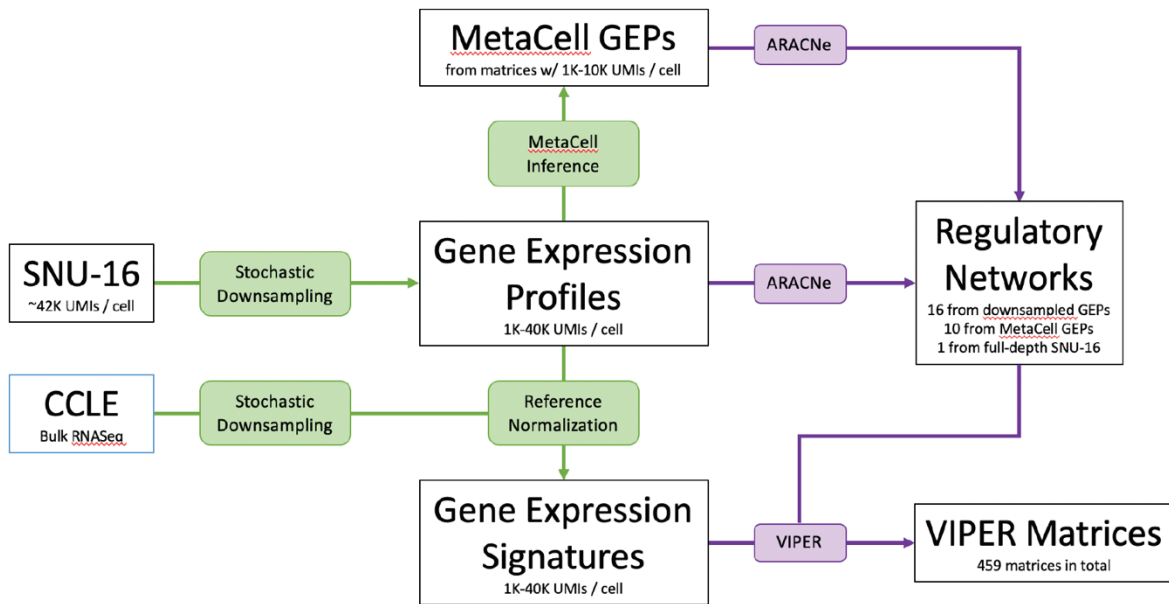 MetaCell GEPs
from matrices w/ 1K-10K UMIs / cell
ARACNe
MetaCell
Inference
SNU-16
~42K UMIs / cell
Stochastic
Downsampling
Gene Expression
Profiles
1K-40K UMIs / cell
ARACNe
Regulatory
Networks
16 from downsampled GEPs
10 from MetaCell GEPs
1 from full-depth SNU-16
CCLE
Bulk RNASeq
Stochastic
Downsampling
Reference
Normalization
Gene Expression
Signatures
1K-40K UMIs / cell
VIPER
VIPER Matrices
459 matrices in total